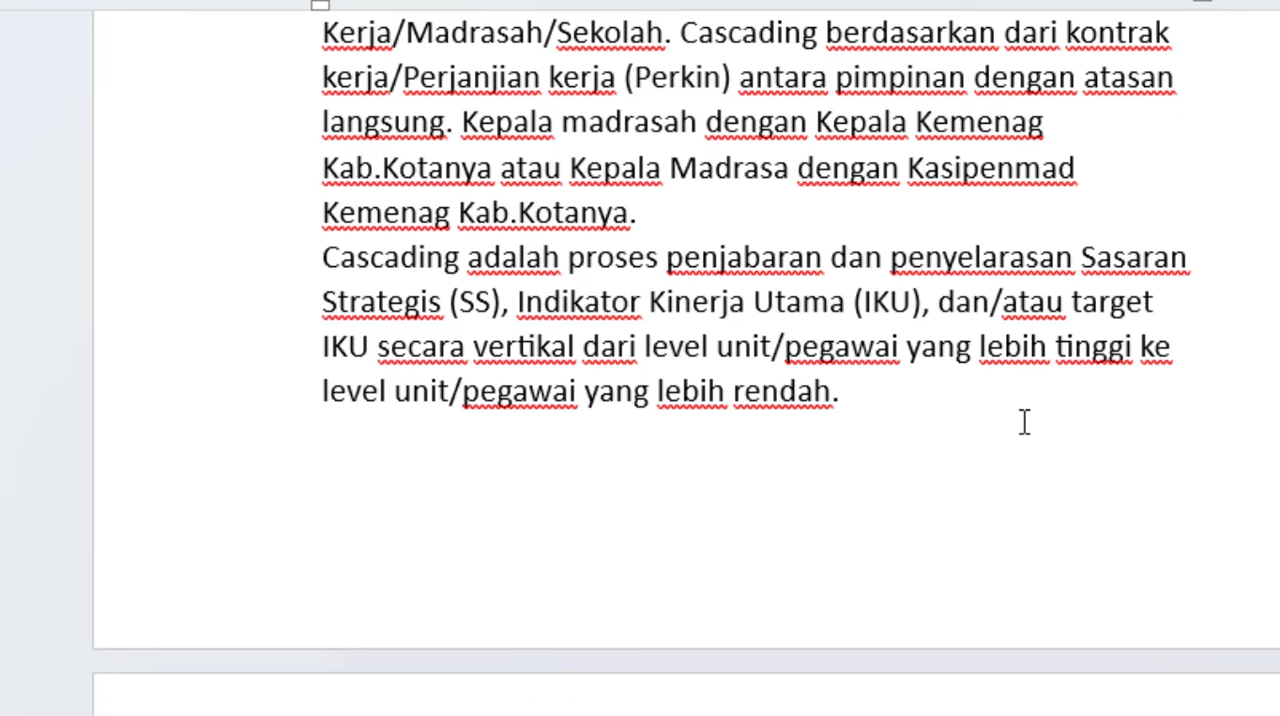 Kerja/Madrasah/Sekolah. Cascading berdasarkan dari kontrak
kerja/Perjanjian kerja (Perkin) antara pimpinan dengan atasan
langsung. Kepala madrasah dengan Kepala Kemenag
Kab.Kotanya atau Kepala Madrasa dengan Kasipenmad
Kemenag Kab.Kotanya.
Cascading adalah proses penjabaran dan penyelarasan Sasaran
Strategis (SS), Indikator Kinerja Utama (IKU), dan/atau target
IKU secara vertikal dari level unit/pegawai yang lebih tinggi ke
level unit/pegawai yang lebih rendah.